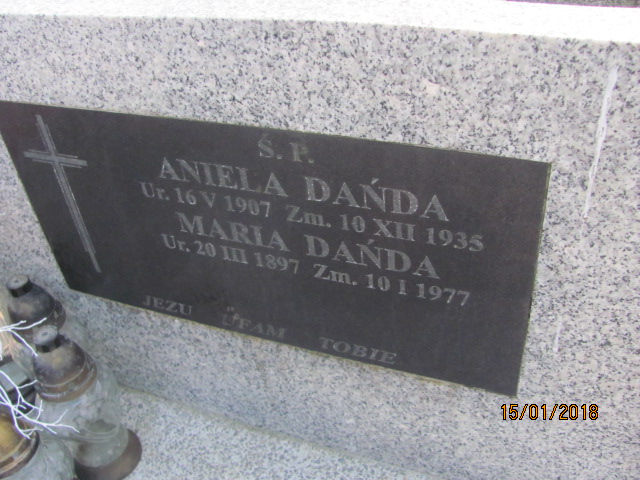 Ś. P.
ANIELA DAŃDA
Ur. 16 V 1907 Zm. 10 XII 1935
MARIA DAŃDA
Ur. 20 III 1897 Zm. 10 I 1977
JEZU UFAM TOBIE
15/01/2018